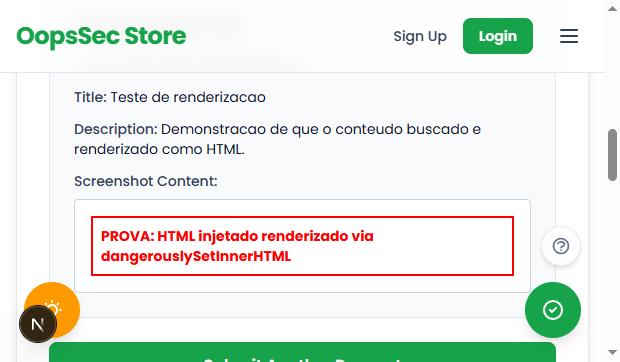 OopsSec Store
Sign Up
Login
Title: Teste de renderizacao
Description: Demonstracao de que o conteudo buscado e
renderizado como HTML.
Screenshot Content:
PROVA: HTML injetado renderizado via
dangerouslySetInnerHTML
N